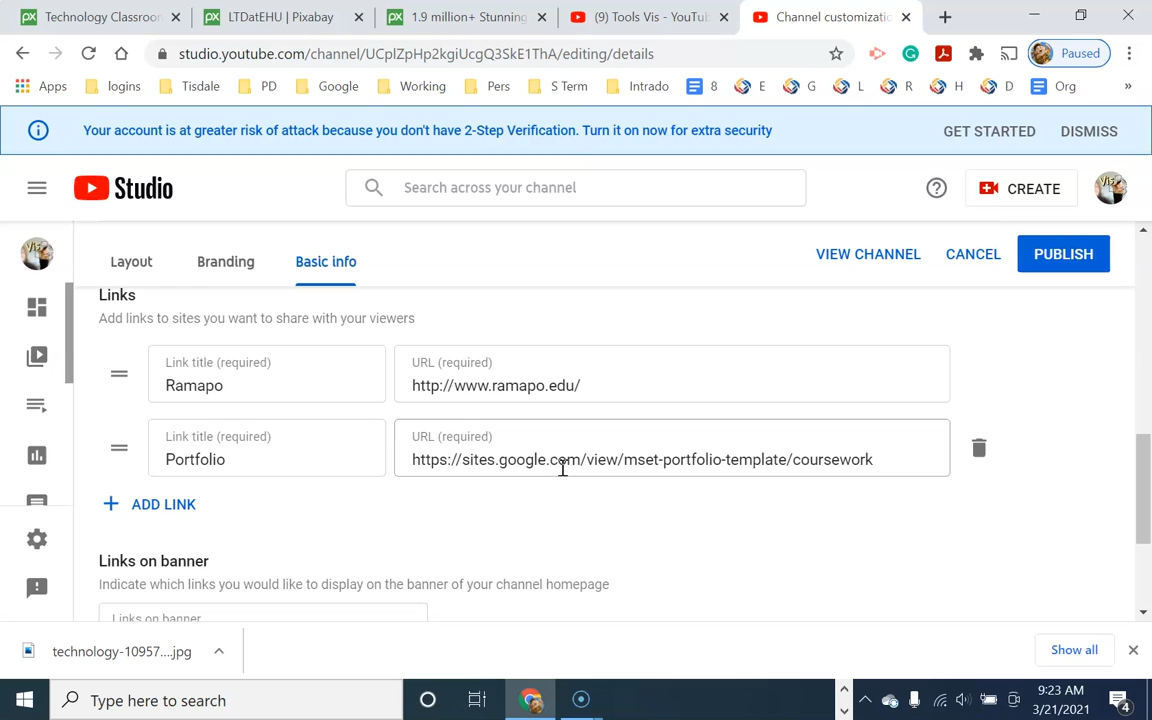 Technology Classroom
LTDatEHU | Pixabay
1.9 million+ Stunning
(9) Tools Vis - YouTube
Channel customizatio
studio.youtube.com/channel/UCplZpHp2kgiUcgQ3SkE1ThA/editing/details
Paused
Apps
logins
Tisdale
PD
Google
Working
Pers
S Term
Intrado
8
E
G
L
R
H
D
Org
»
Your account is at greater risk of attack because you don't have 2-Step Verification. Turn it on now for extra security
GET STARTED
DISMISS
Studio
Search across your channel
CREATE
Vis
Vis
Layout
Branding
Basic info
VIEW CHANNEL
CANCEL
PUBLISH
Links
Add links to sites you want to share with your viewers
Link title (required)
Ramapo
URL (required)
http://www.ramapo.edu/
Link title (required)
Portfolio
URL (required)
https://sites.google.com/view/mset-portfolio-template/coursework
+ ADD LINK
Links on banner
Indicate which links you would like to display on the banner of your channel homepage
Links on banner
technology-10957....jpg
Show all
Type here to search
9:23 AM
3/21/2021
4